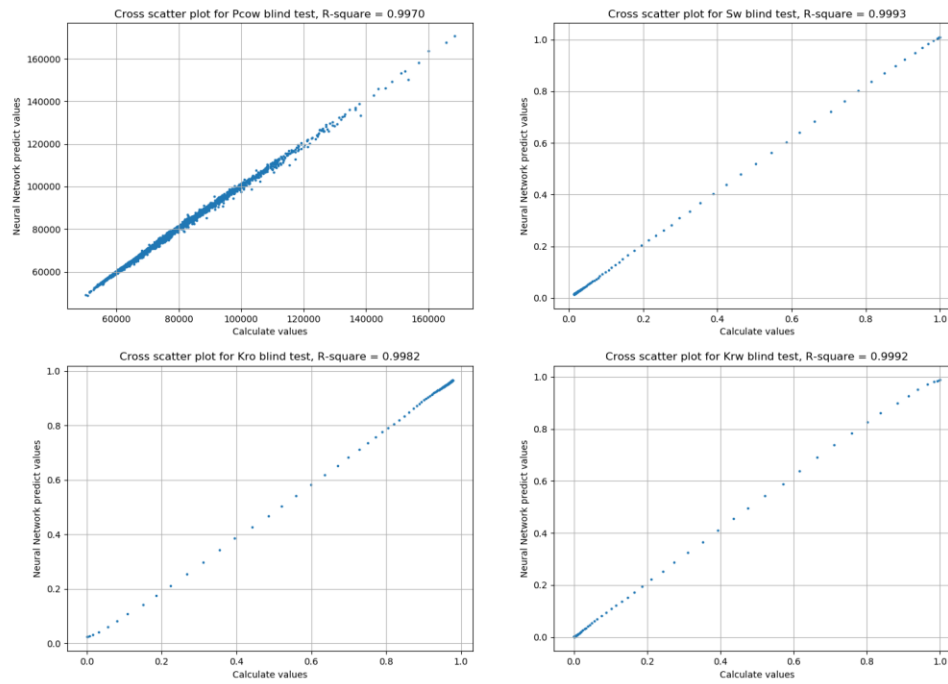 Cross scatter plot for Pcow blind test, R-square = 0.9970
Neural Network predict values
160000
140000
120000
100000
80000
60000
60000 80000 100000 120000 140000 160000
Calculate values
Cross scatter plot for Sw blind test, R-square = 0.9993
Neural Network predict values
1.0
0.8
0.6
0.4
0.2
0.0
0.0 0.2 0.4 0.6 0.8 1.0
Calculate values
Cross scatter plot for Kro blind test, R-square = 0.9982
Neural Network predict values
1.0
0.8
0.6
0.4
0.2
0.0
0.0 0.2 0.4 0.6 0.8 1.0
Calculate values
Cross scatter plot for Krw blind test, R-square = 0.9992
Neural Network predict values
1.0
0.8
0.6
0.4
0.2
0.0
0.0 0.2 0.4 0.6 0.8 1.0
Calculate values